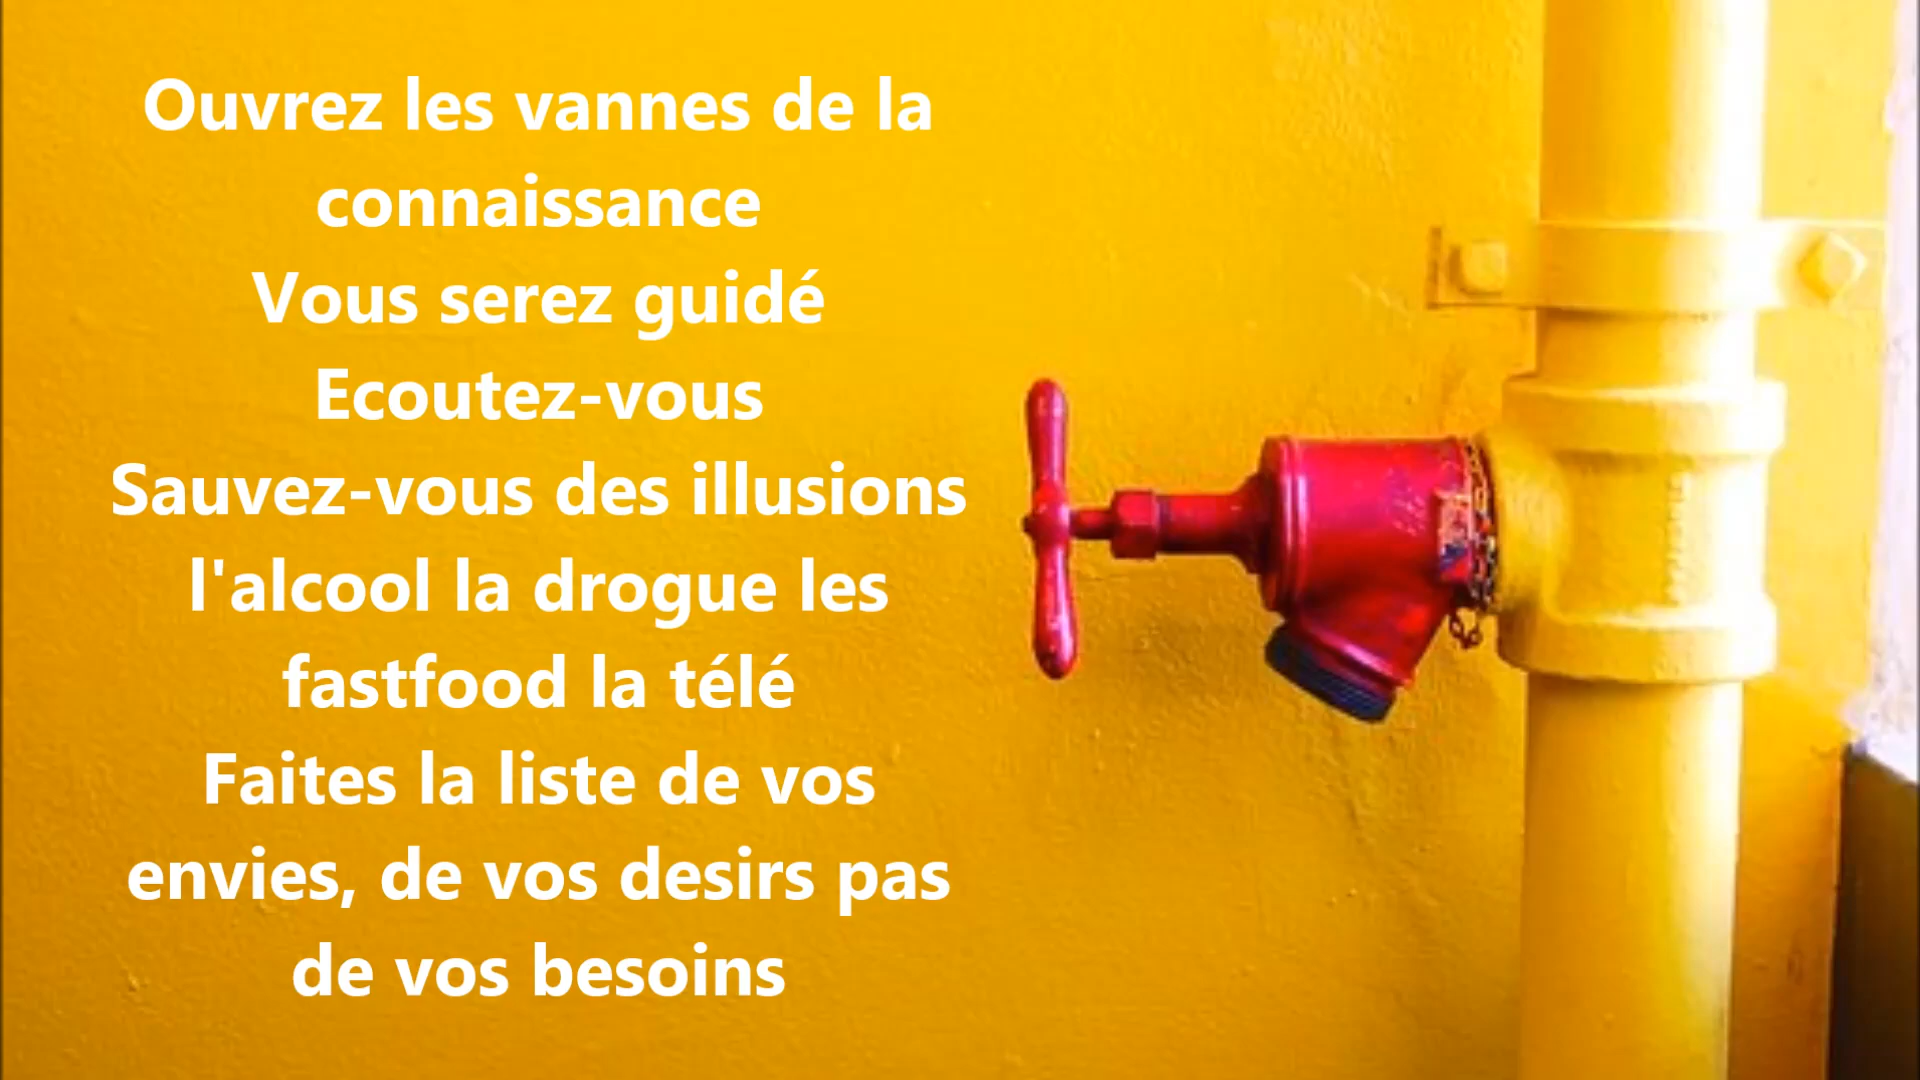 Ouvrez les vannes de la
connaissance
Vous serez guidé
Ecoutez-vous
Sauvez-vous des illusions
l'alcool la drogue les
fastfood la télé
Faites la liste de vos
envies, de vos desirs pas
de vos besoins